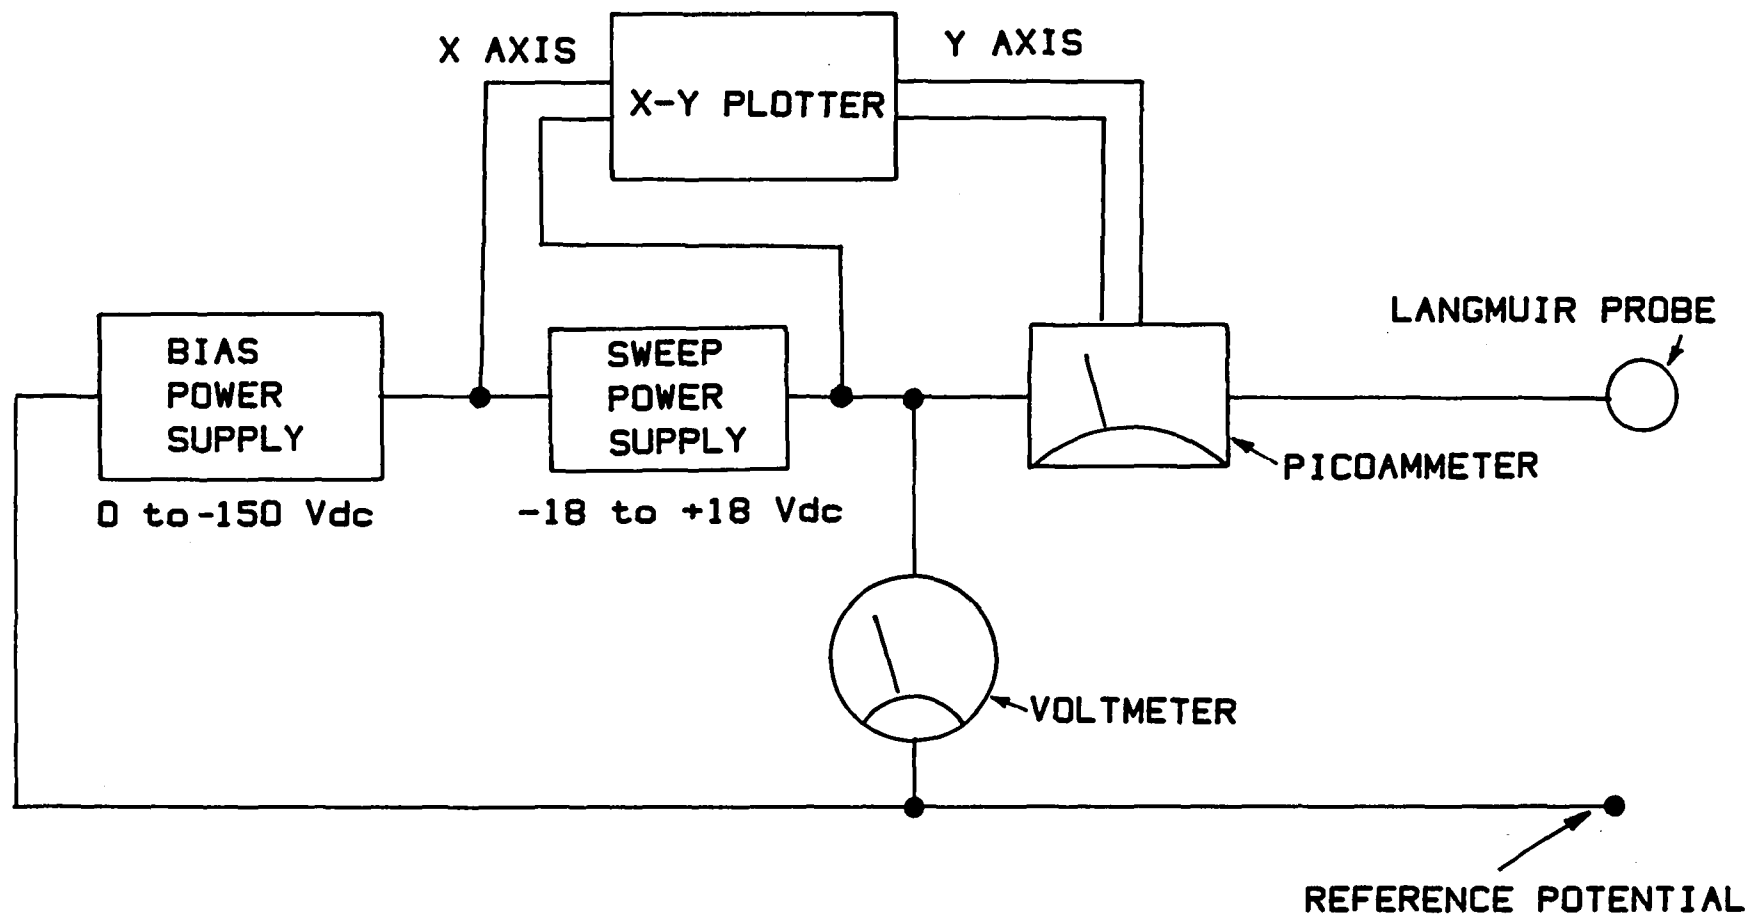 X AXIS
Y AXIS
X-Y PLOTTER
LANGMUIR PROBE
BIAS
POWER
SUPPLY
SWEEP
POWER
SUPPLY
PICOAMMETER
0 to -150 Vdc
-18 to +18 Vdc
VOLTMETER
REFERENCE POTENTIAL